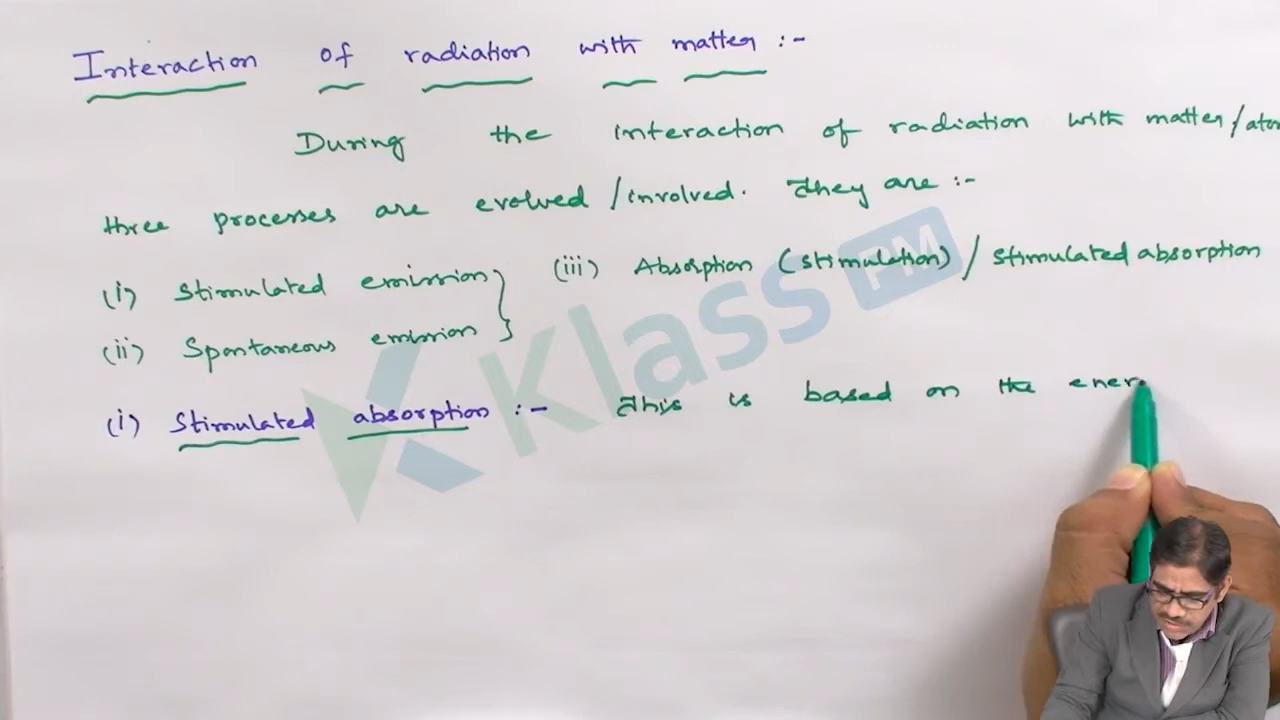 Interaction of radiation with matter :-
During the interaction of radiation with matter/atom
three processes are evolved /involved. They are :-
(i) Stimulated emission
(iii) Absorption (stimulation) / stimulated absorption
(ii) Spontaneous emission
(i) Stimulated absorption :- This is based on the ener
Klass PM